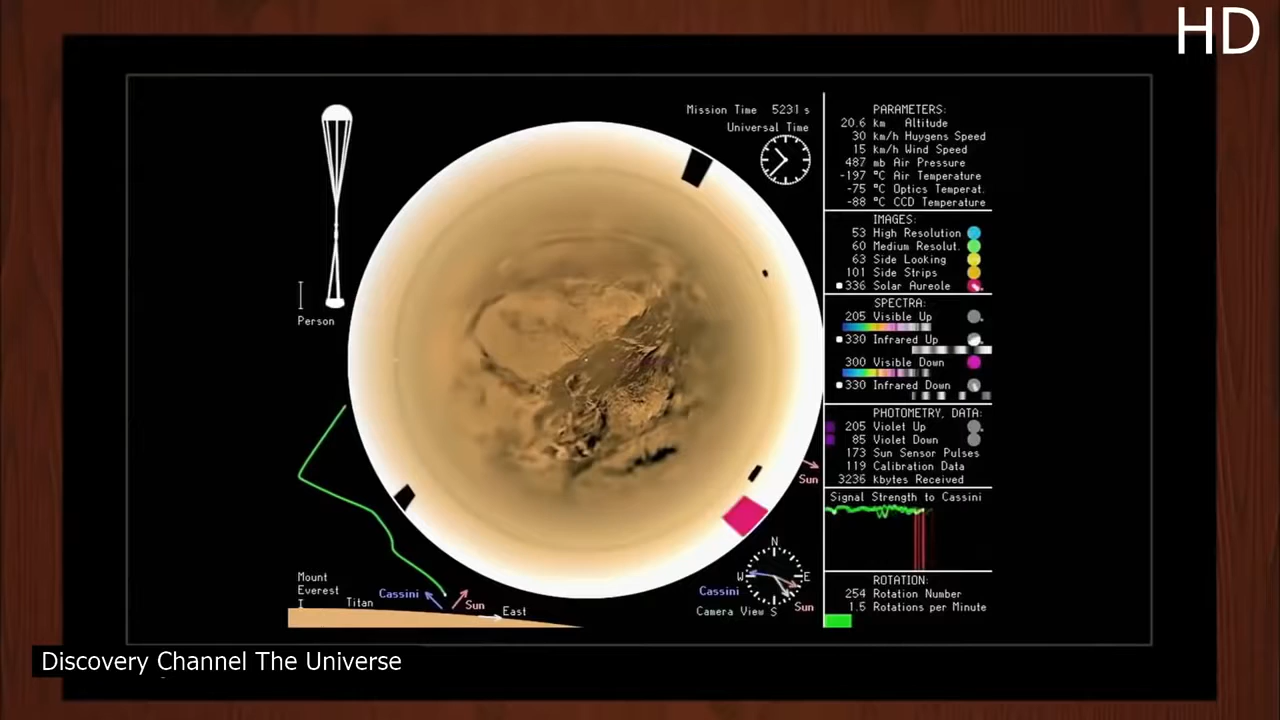 HD
Mission Time 5231 s
Universal Time
Person
Mount
Everest
Titan
Cassini
Sun
East
Sun
N
W
E
S
Cassini
Sun
Camera View
PARAMETERS:
20.6 km Altitude
30 km/h Huygens Speed
15 km/h Wind Speed
487 mb Air Pressure
-197 °C Air Temperature
-75 °C Optics Temperat.
-88 °C CCD Temperature
IMAGES:
53 High Resolution
60 Medium Resolut.
63 Side Looking
101 Side Strips
336 Solar Aureole
SPECTRA:
205 Visible Up
330 Infrared Up
300 Visible Down
330 Infrared Down
PHOTOMETRY, DATA:
205 Violet Up
85 Violet Down
173 Sun Sensor Pulses
119 Calibration Data
3236 kbytes Received
Signal Strength to Cassini
ROTATION:
254 Rotation Number
1.5 Rotations per Minute
Discovery Channel The Universe